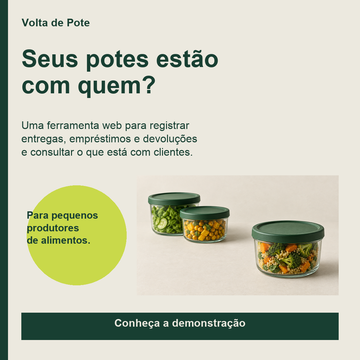 Volta de Pote
Seus potes estão
com quem?
Uma ferramenta web para registrar
entregas, empréstimos e devoluções
e consultar o que está com clientes.
Para pequenos
produtores
de alimentos.
Conheça a demonstração